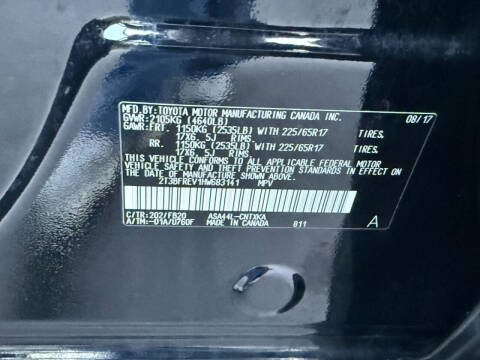 MFD.BY:TOYOTA MOTOR MANUFACTURING CANADA INC.
GVWR:2105KG (4640LB) 08/17
GAWR:FRT. 1150KG (2535LB) WITH 225/65R17 TIRES,
17X6.5J RIMS
RR. 1150KG (2535LB) WITH 225/65R17 TIRES,
17X6.5J RIMS
THIS VEHICLE CONFORMS TO ALL APPLICABLE FEDERAL MOTOR
VEHICLE SAFETY AND THEFT PREVENTION STANDARDS IN EFFECT ON
THE DATE OF MANUFACTURE SHOWN ABOVE.
2T3BFREV1HW683141 MPV
C/TR:202/FB20 ASA44L-CNTXKA A
A/TM:-01A/U760F MADE IN CANADA 811